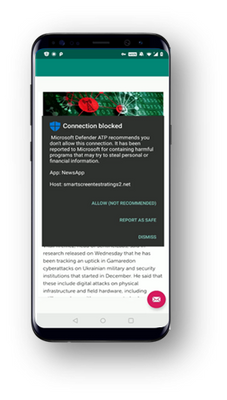 Connection blocked
Microsoft Defender ATP recommends you
don't allow this connection. It has been
reported to Microsoft for containing harmful
programs that may try to steal personal or
financial information.
App: NewsApp
Host: smartscreentestratings2.net
ALLOW (NOT RECOMMENDED)
REPORT AS SAFE
DISMISS
research released on Wednesday that he has
been tracking an uptick in Gamaredon
cyberattacks on Ukrainian military and security
institutions that started in December. He said that
these include digital attacks on physical
infrastructure and field hardware, including